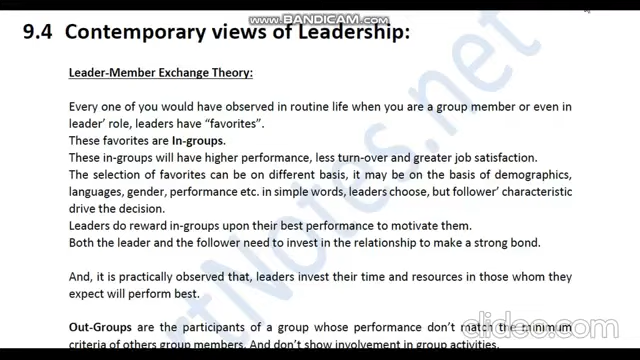 www.BANDICAM.com
9.4 Contemporary views of Leadership:
Leader-Member Exchange Theory:
Every one of you would have observed in routine life when you are a group member or even in
leader' role, leaders have "favorites".
These favorites are In-groups.
These in-groups will have higher performance, less turn-over and greater job satisfaction.
The selection of favorites can be on different basis, it may be on the basis of demographics,
languages, gender, performance etc. in simple words, leaders choose, but follower' characteristic
drive the decision.
Leaders do reward in-groups upon their best performance to motivate them.
Both the leader and the follower need to invest in the relationship to make a strong bond.
And, it is practically observed that, leaders invest their time and resources in those whom they
expect will perform best.
Out-Groups are the participants of a group whose performance don't match the minimum
criteria of others group members. And don't show involvement in group activities.
clideo.com